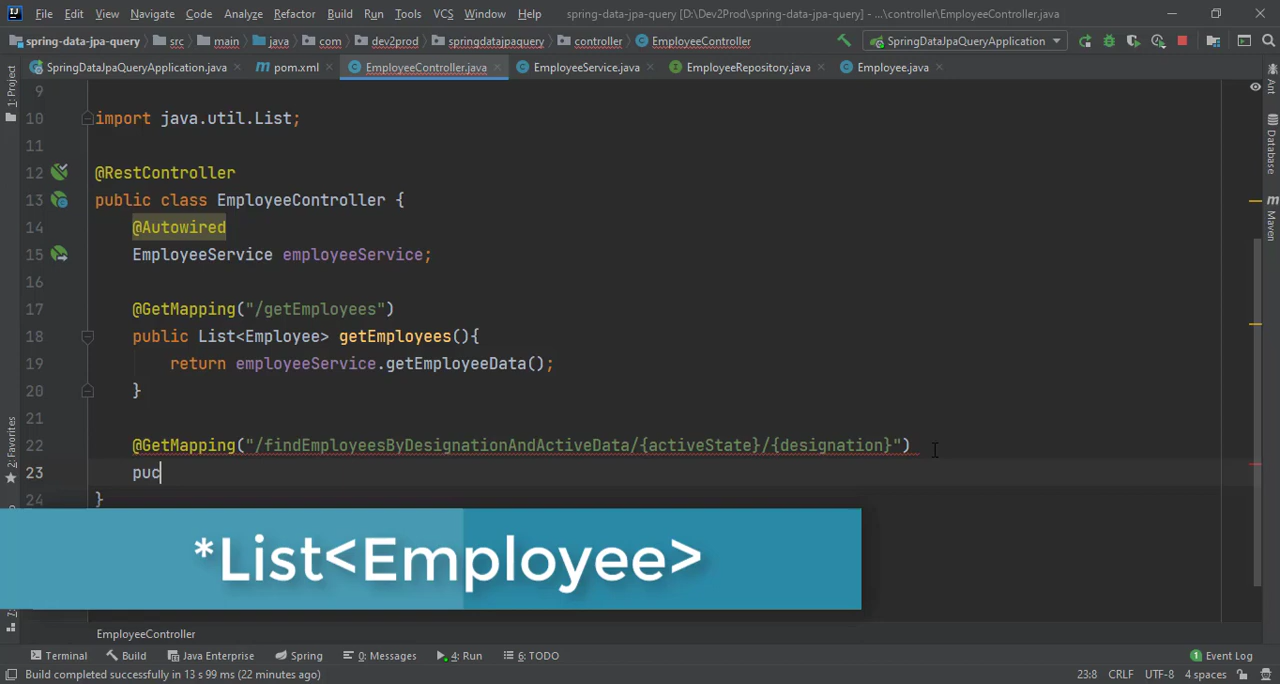 File Edit View Navigate Code Analyze Refactor Build Run Tools VCS Window Help spring-data-jpa-query [D:\Dev2Prod\spring-data-jpa-query] - ...\controller\EmployeeController.java
spring-data-jpa-query src main java com dev2prod springdatajpaquery controller EmployeeController SpringDataJpaQueryApplication
SpringDataJpaQueryApplication.java pom.xml EmployeeController.java EmployeeService.java EmployeeRepository.java Employee.java
1: Project
2: Favorites
Ant
Database
Maven
9
10 import java.util.List;
11
12 @RestController
13 public class EmployeeController {
14 @Autowired
15 EmployeeService employeeService;
16
17 @GetMapping("/getEmployees")
18 public List<Employee> getEmployees(){
19 return employeeService.getEmployeeData();
20 }
21
22 @GetMapping("/findEmployeesByDesignationAndActiveData/{activeState}/{designation}")
23 puc
24 }
*List<Employee>
EmployeeController
Terminal Build Java Enterprise Spring 0: Messages 4: Run 6: TODO 1 Event Log
Build completed successfully in 13 s 99 ms (22 minutes ago) 23:8 CRLF UTF-8 4 spaces